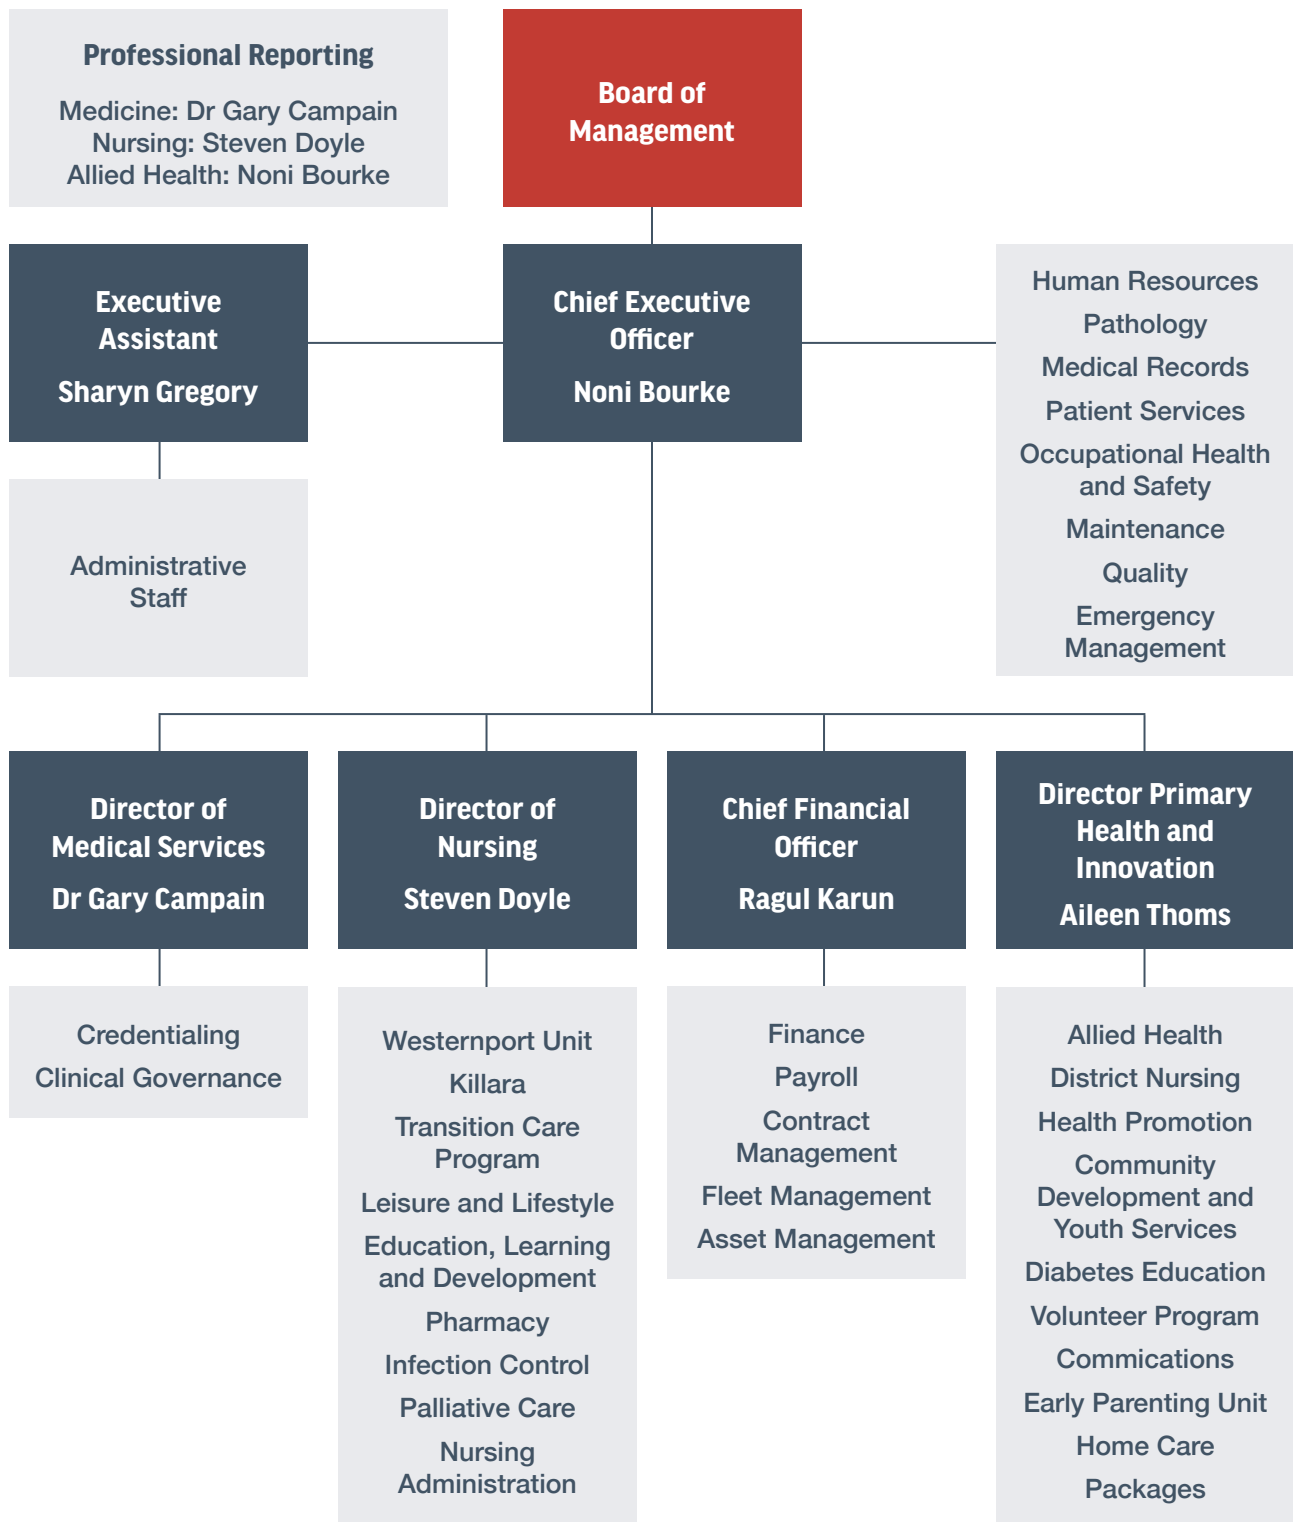 Professional Reporting
Medicine: Dr Gary Campain
Nursing: Steven Doyle
Allied Health: Noni Bourke
Board of
Management
Executive
Assistant
Sharyn Gregory
Chief Executive
Officer
Noni Bourke
Human Resources
Pathology
Medical Records
Patient Services
Occupational Health
and Safety
Maintenance
Quality
Emergency
Management
Administrative
Staff
Director of
Medical Services
Dr Gary Campain
Director of
Nursing
Steven Doyle
Chief Financial
Officer
Ragul Karun
Director Primary
Health and
Innovation
Aileen Thoms
Credentialing
Clinical Governance
Westernport Unit
Killara
Transition Care
Program
Leisure and Lifestyle
Education, Learning
and Development
Pharmacy
Infection Control
Palliative Care
Nursing
Administration
Finance
Payroll
Contract
Management
Fleet Management
Asset Management
Allied Health
District Nursing
Health Promotion
Community
Development and
Youth Services
Diabetes Education
Volunteer Program
Commications
Early Parenting Unit
Home Care
Packages